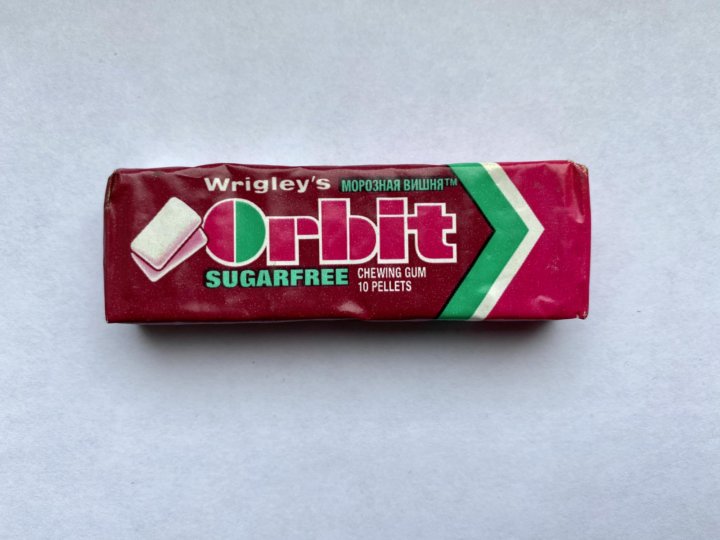 Wrigley's МОРОЗНАЯ ВИШНЯ™
Orbit
SUGARFREE CHEWING GUM
10 PELLETS